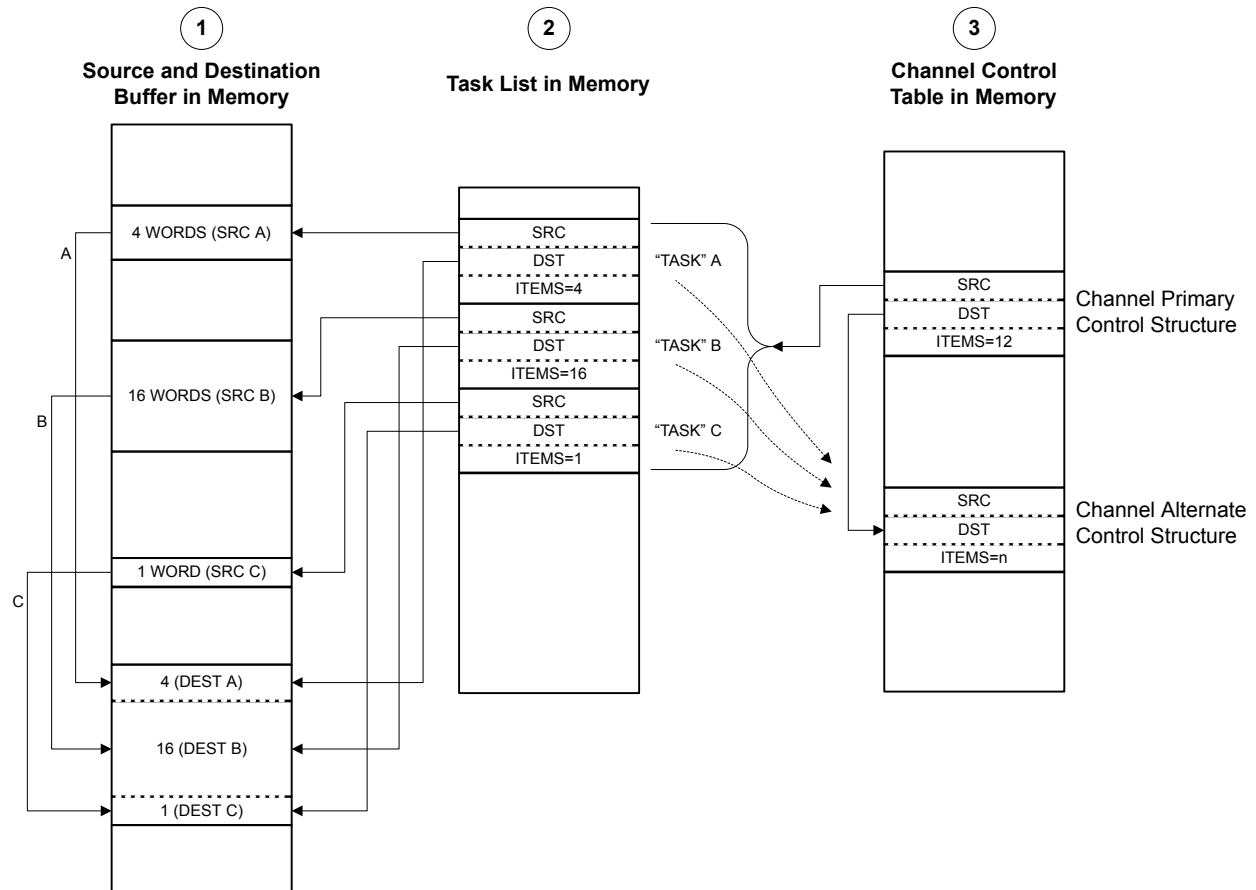 1
Source and Destination
Buffer in Memory
4 WORDS (SRC A)
A
16 WORDS (SRC B)
B
1 WORD (SRC C)
C
4 (DEST A)
16 (DEST B)
1 (DEST C)
2
Task List in Memory
SRC
DST
ITEMS=4
"TASK" A
SRC
DST
ITEMS=16
"TASK" B
SRC
DST
ITEMS=1
"TASK" C
3
Channel Control
Table in Memory
SRC
DST
ITEMS=12
Channel Primary
Control Structure
SRC
DST
ITEMS=n
Channel Alternate
Control Structure